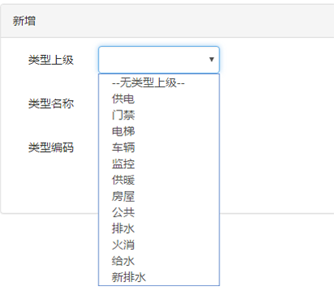 新增
类型上级
--无类型上级--
供电
门禁
类型名称
电梯
车辆
类型编码
监控
供暖
房屋
公共
排水
火消
给水
新排水